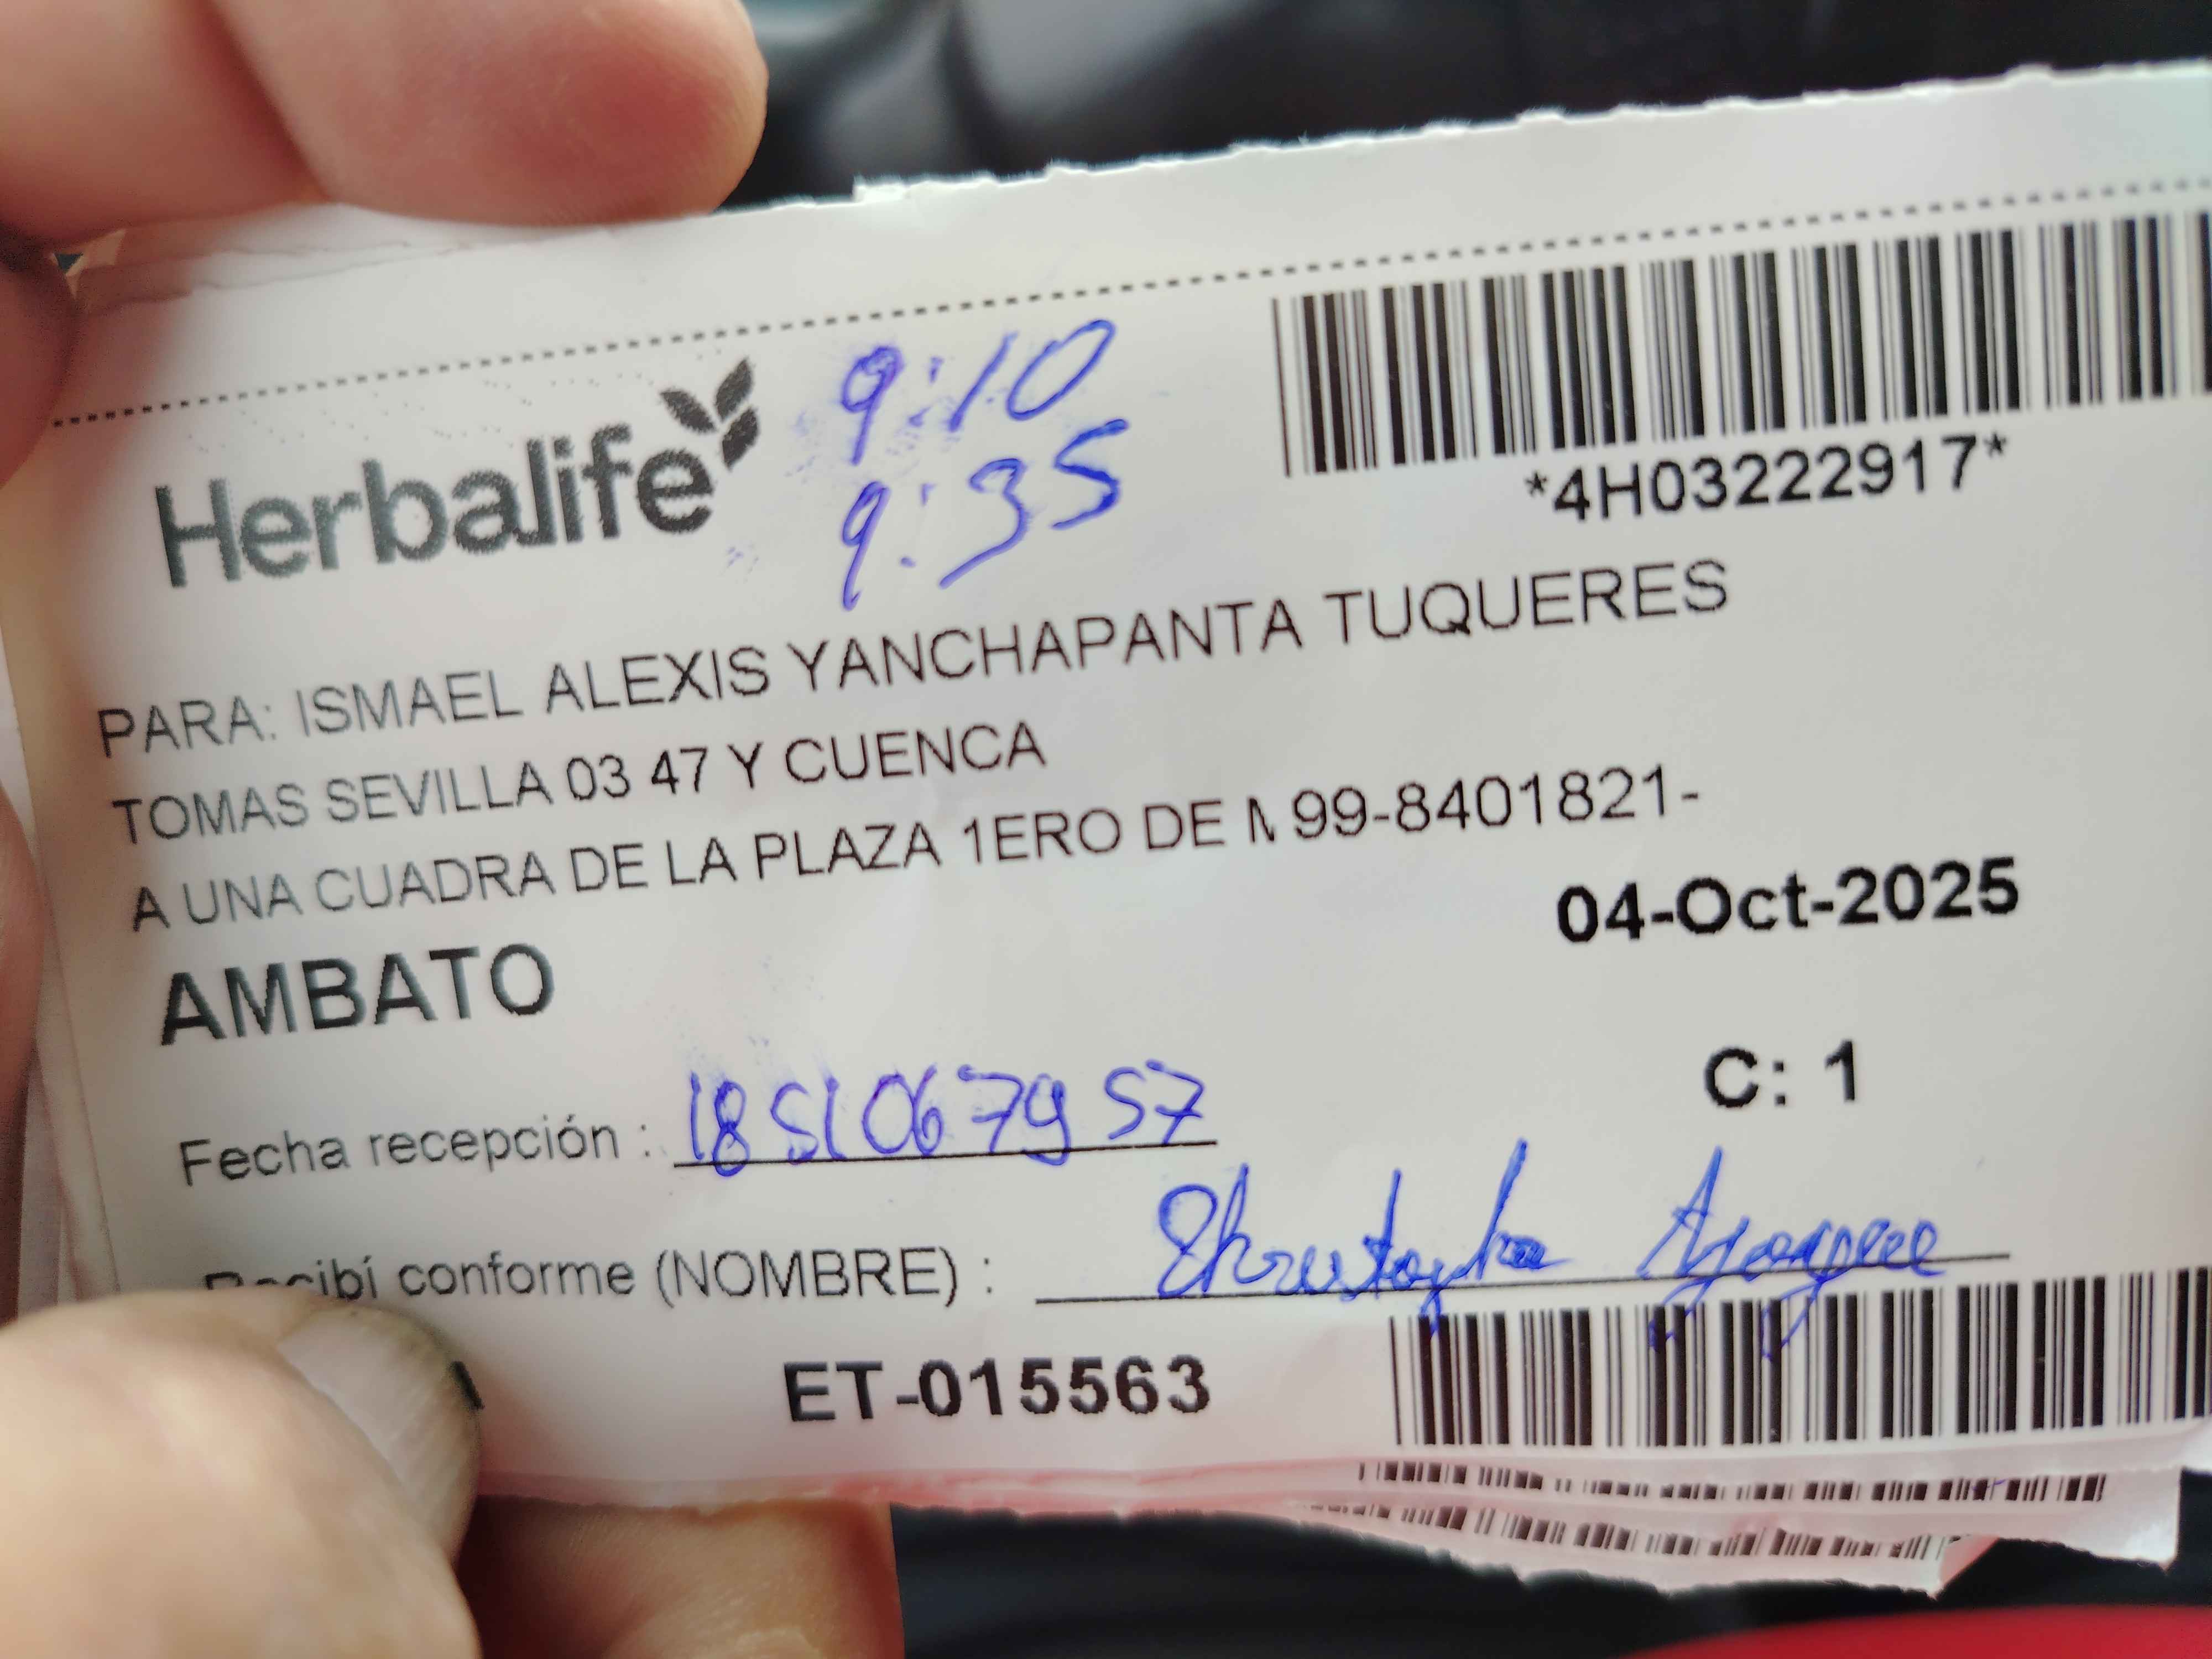 Herbalife
9:10
9:35
*4H03222917*
PARA: ISMAEL ALEXIS YANCHAPANTA TUQUERES
TOMAS SEVILLA 03 47 Y CUENCA
A UNA CUADRA DE LA PLAZA 1ERO DE M 99-8401821-
04-Oct-2025
AMBATO
C: 1
Fecha recepción :
conforme (NOMBRE) :
ET-015563